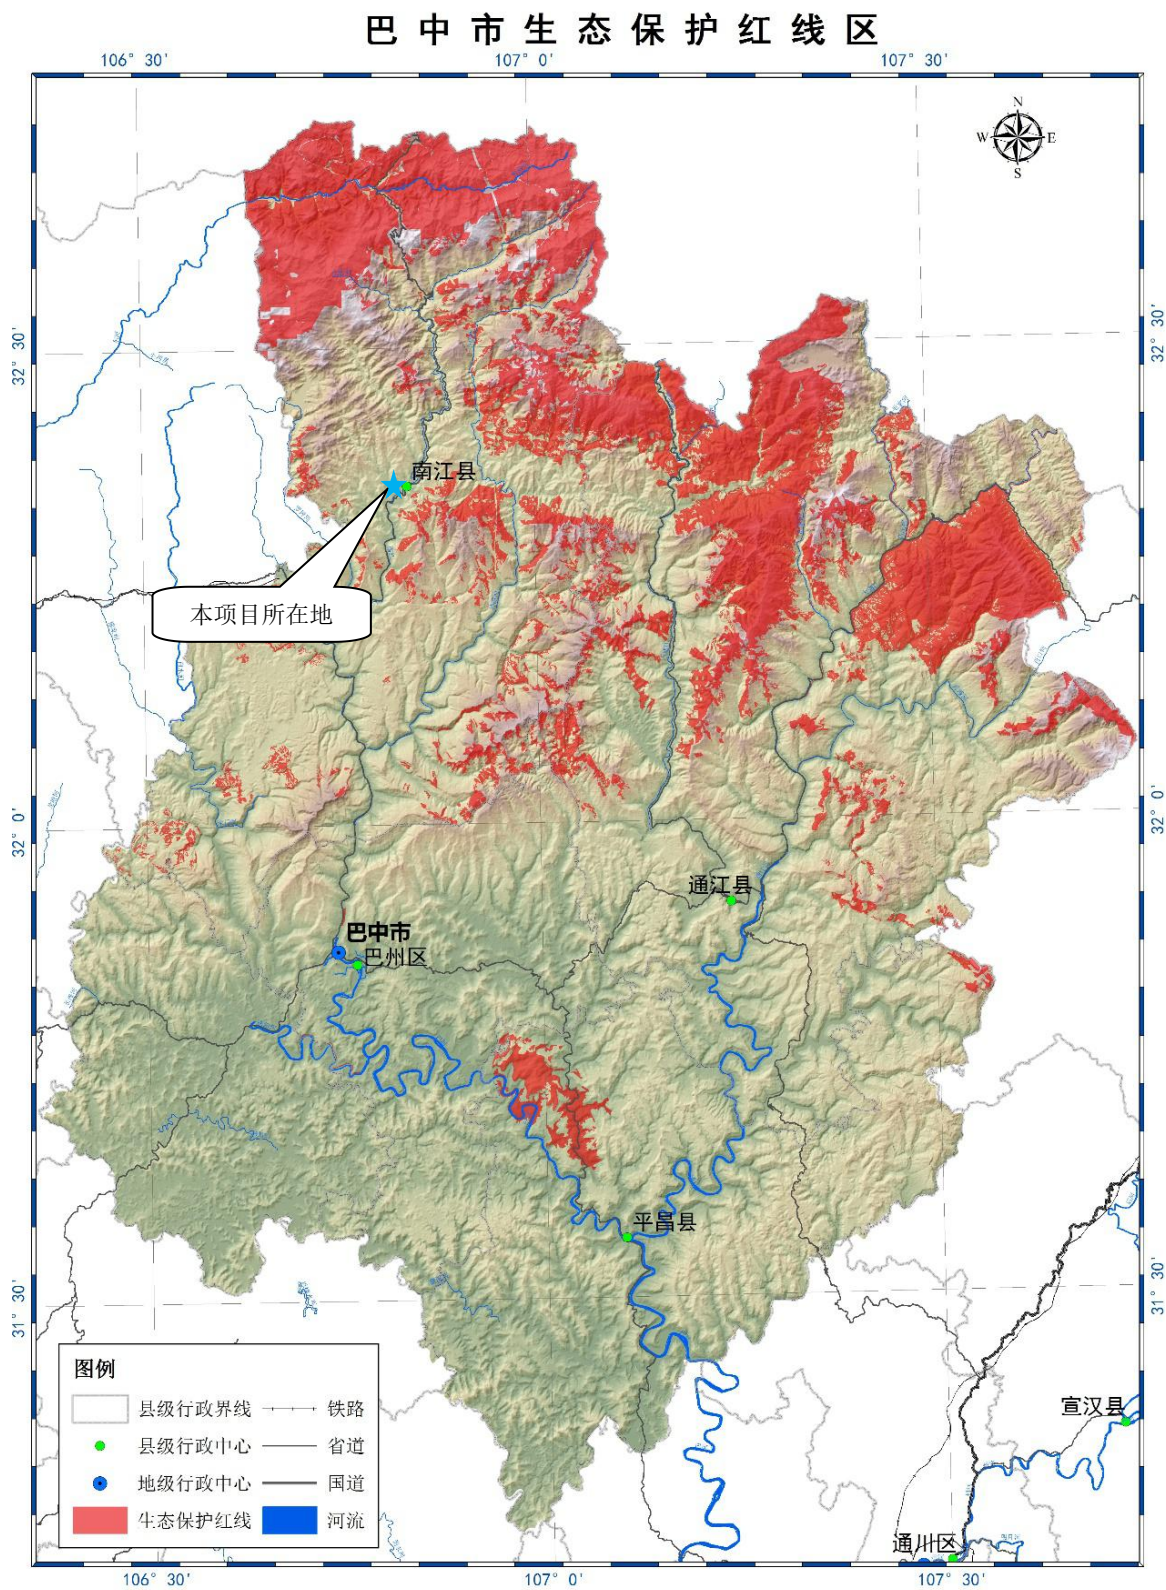 巴中市生态保护红线区
106° 30′
107° 0′
107° 30′
N
W
E
S
32° 30′
32° 30′
南江县
本项目所在地
32° 0′
32° 0′
通江县
巴中市
巴州区
平昌县
31° 30′
31° 30′
图例
县级行政界线
铁路
县级行政中心
省道
地级行政中心
国道
生态保护红线
河流
宣汉县
通川区
106° 30′
107° 0′
107° 30′